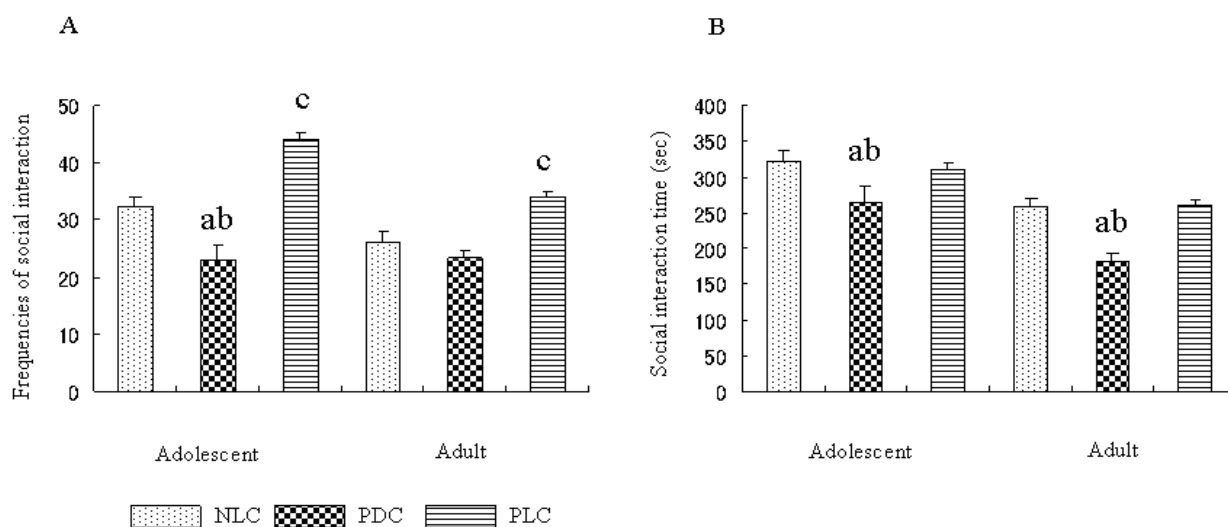 A
Frequencies of social interaction
50
40
30
20
10
0
ab
c
c
Adolescent
Adult
B
Social interaction time (sec)
400
350
300
250
200
150
100
50
0
ab
ab
Adolescent
Adult
NLC
PDC
PLC